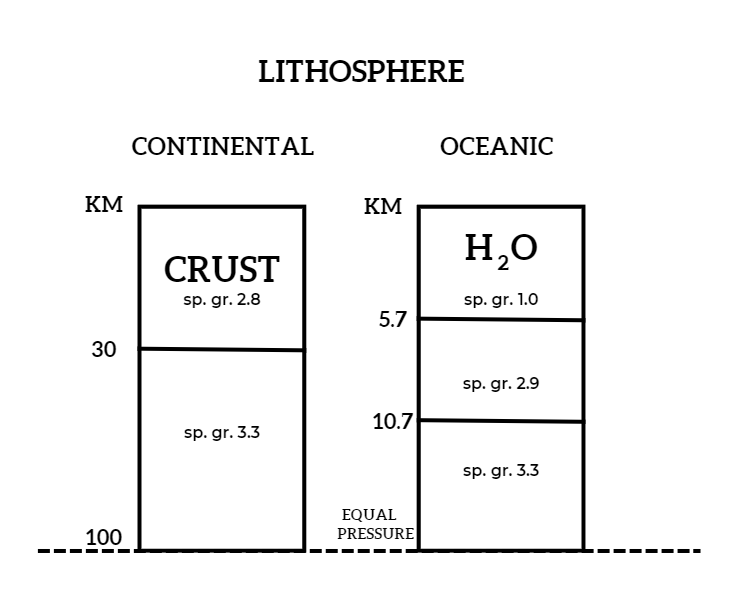 LITHOSPHERE
CONTINENTAL
OCEANIC
KM
CRUST
sp. gr. 2.8
30
sp. gr. 3.3
100
KM
H₂O
sp. gr. 1.0
5.7
sp. gr. 2.9
10.7
sp. gr. 3.3
EQUAL
PRESSURE